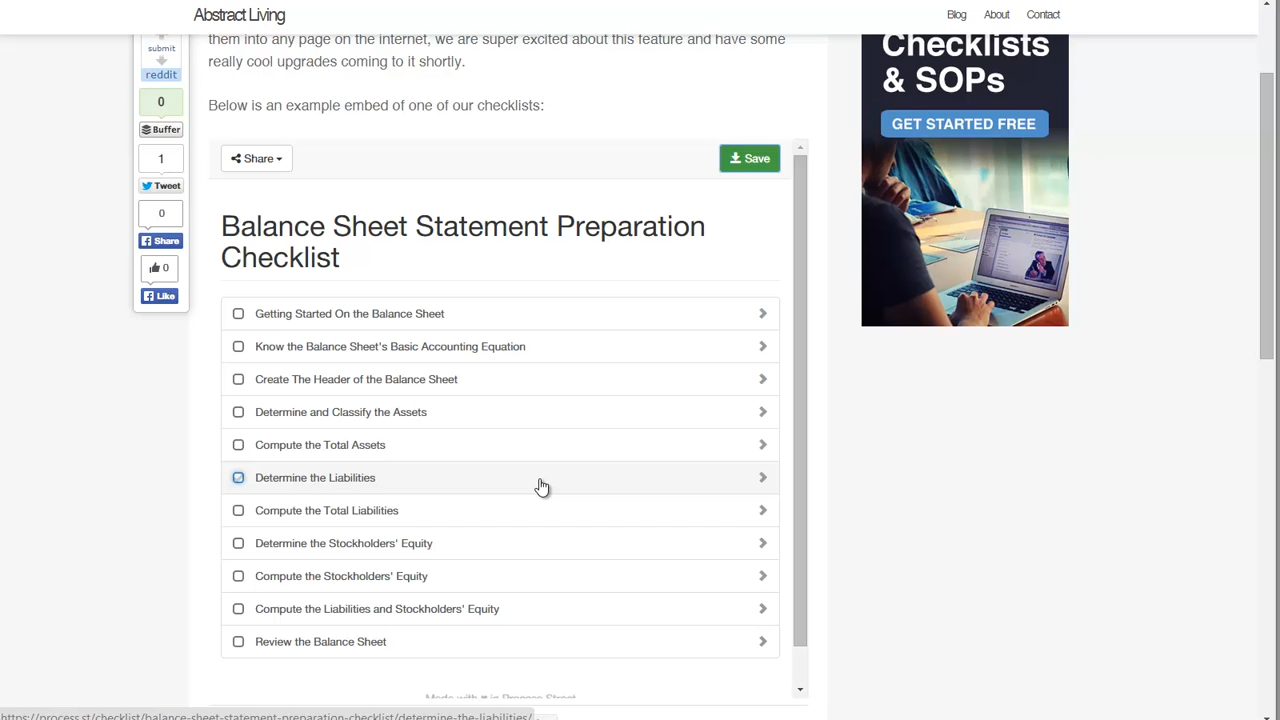 Abstract Living
Blog
About
Contact
them into any page on the internet, we are super excited about this feature and have some
really cool upgrades coming to it shortly.
Below is an example embed of one of our checklists:
submit
reddit
0
Buffer
1
Tweet
0
Share
0
Like
Share
Save
Balance Sheet Statement Preparation
Checklist
Getting Started On the Balance Sheet
Know the Balance Sheet's Basic Accounting Equation
Create The Header of the Balance Sheet
Determine and Classify the Assets
Compute the Total Assets
Determine the Liabilities
Compute the Total Liabilities
Determine the Stockholders' Equity
Compute the Stockholders' Equity
Compute the Liabilities and Stockholders' Equity
Review the Balance Sheet
Made with ♥ in Process Street
Checklists
& SOPs
GET STARTED FREE
https://process.st/checklist/balance-sheet-statement-preparation-checklist/determine-the-liabilities/